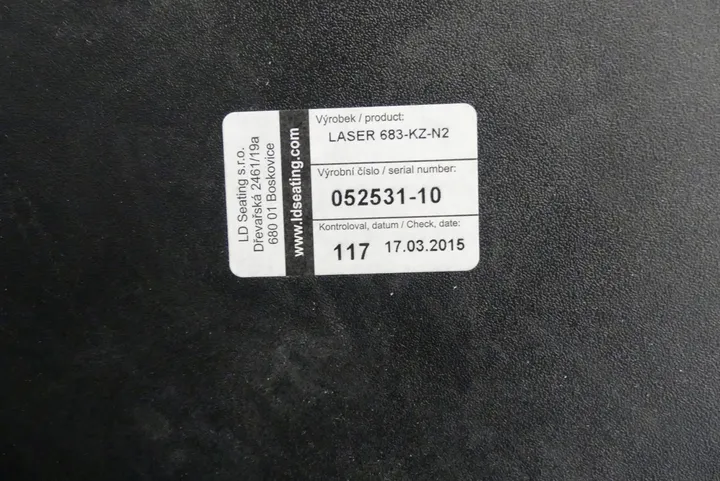 LD Seating s.r.o.
Dřevařská 2461/19a
680 01 Boskovice
www.ldseating.com
Výrobek / product:
LASER 683-KZ-N2
Výrobní číslo / serial number:
052531-10
Kontroloval, datum / Check, date:
117 17.03.2015